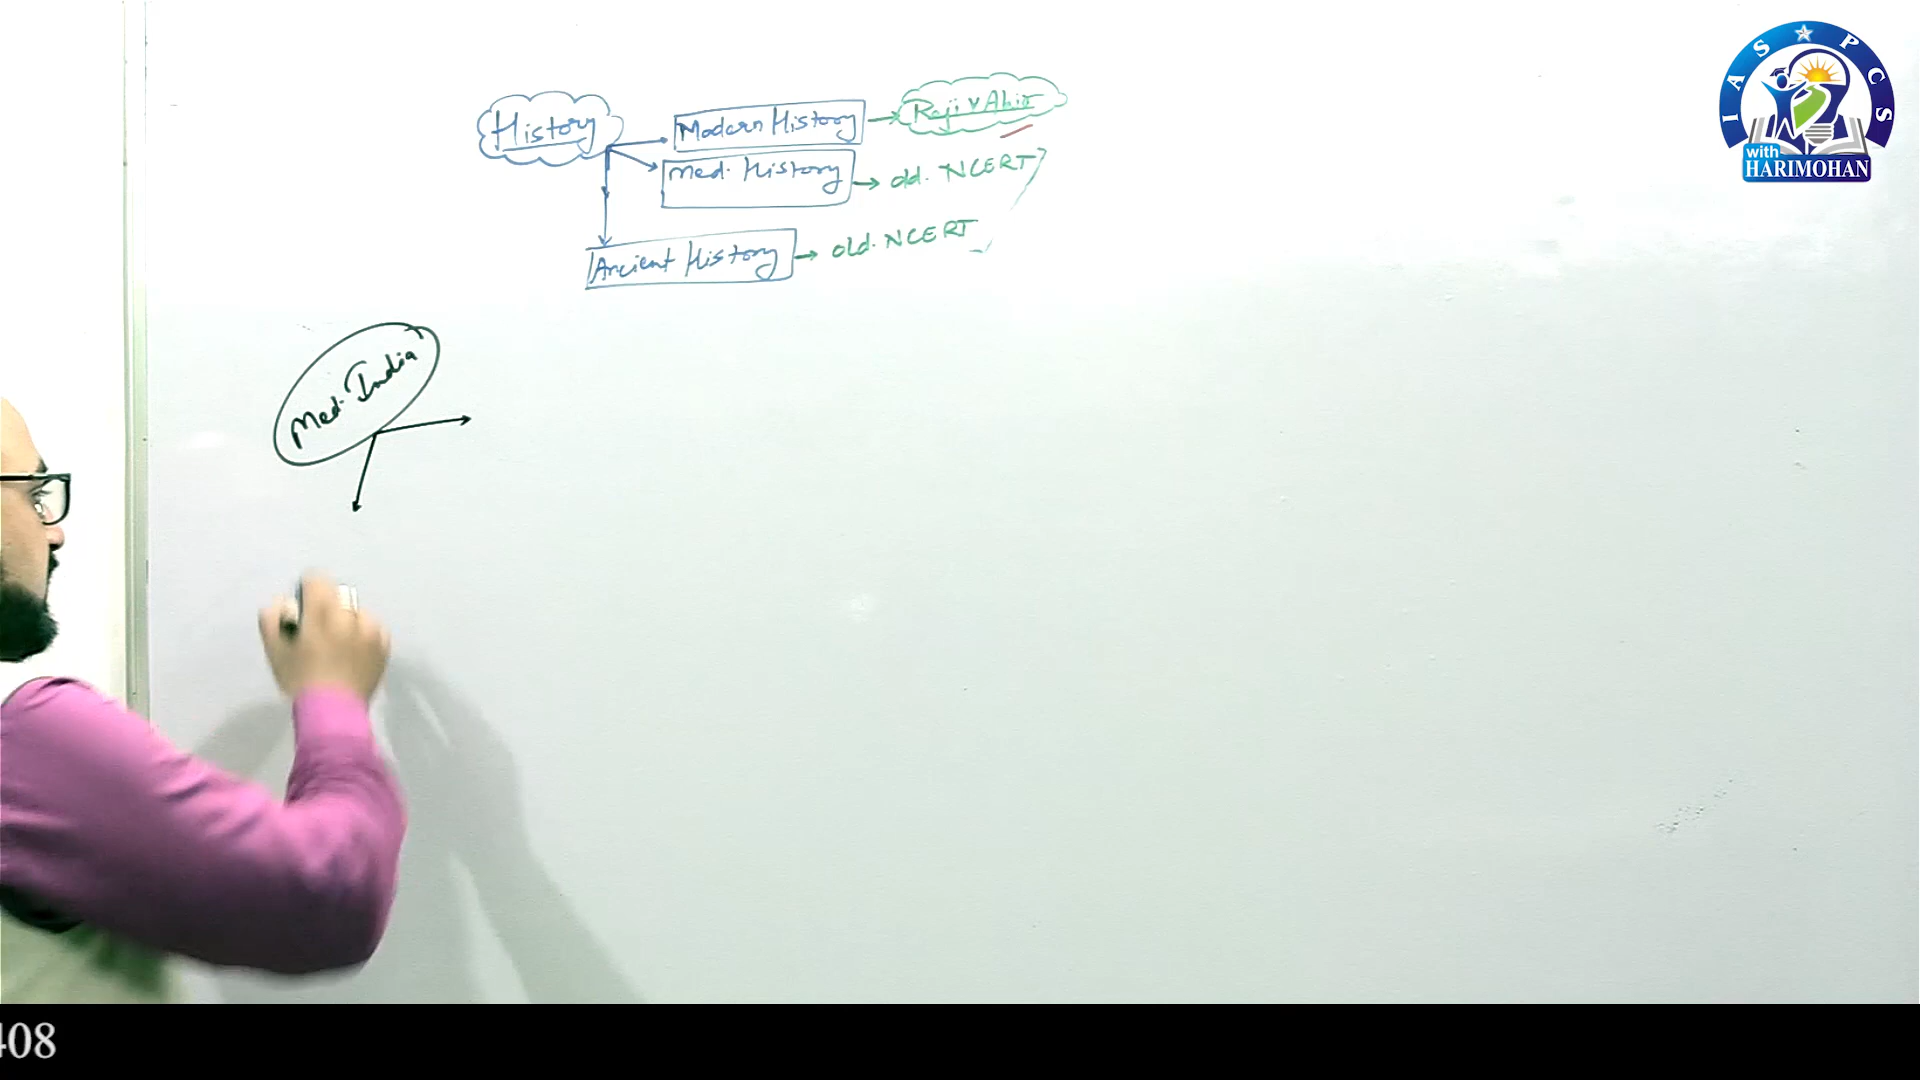 History
Modern History → Rajiv Ahir
Med. History → old. NCERT
Ancient History → old. NCERT
Med. India
IAS ★ PCS
with
HARIMOHAN
408